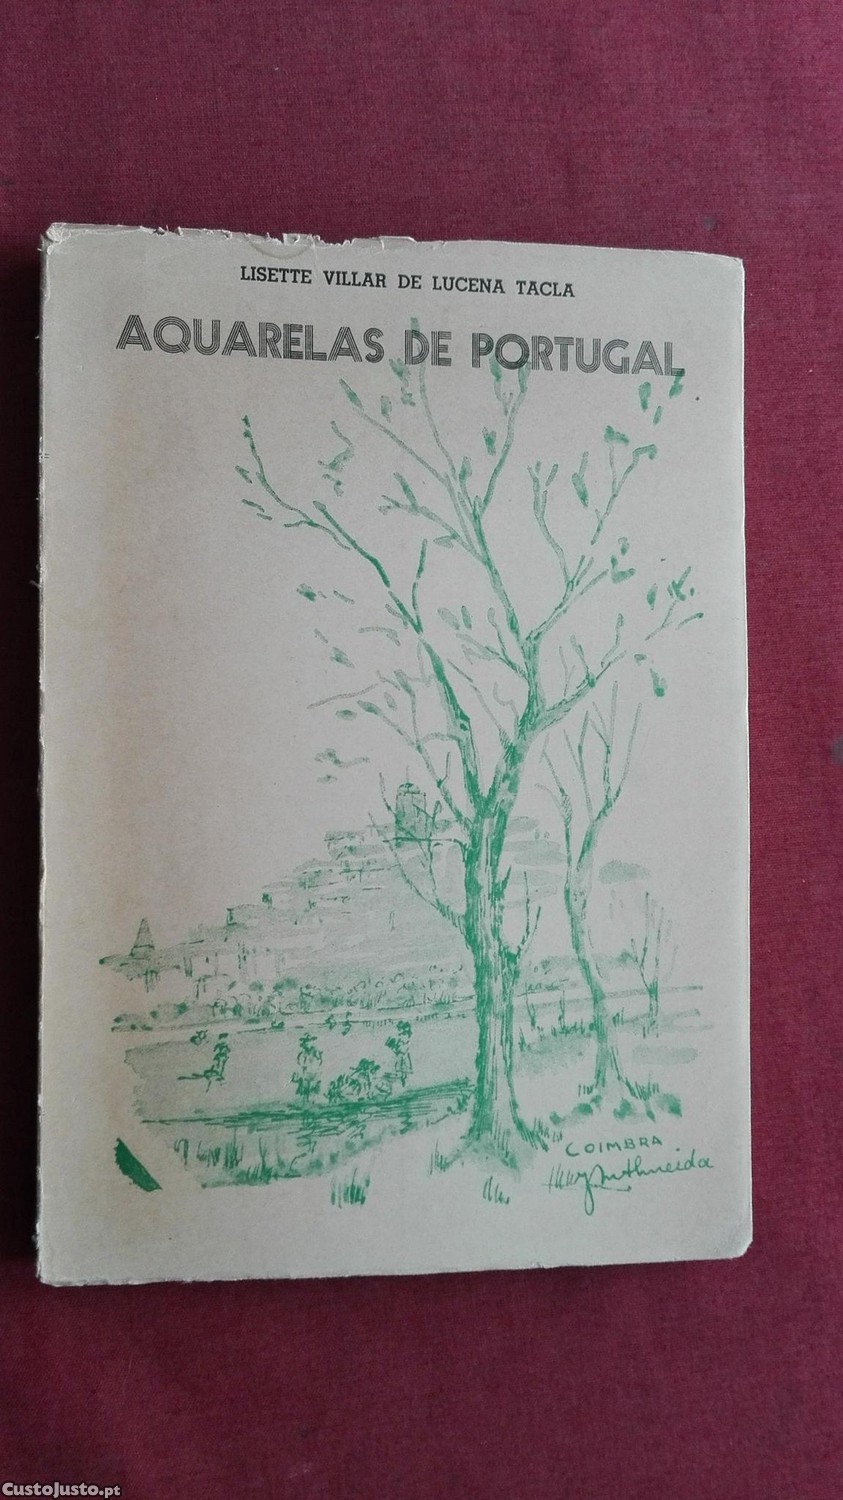 LISETTE VILLAR DE LUCENA TACLA
AQUARELAS DE PORTUGAL
COIMBRA
CustoJusto.pt